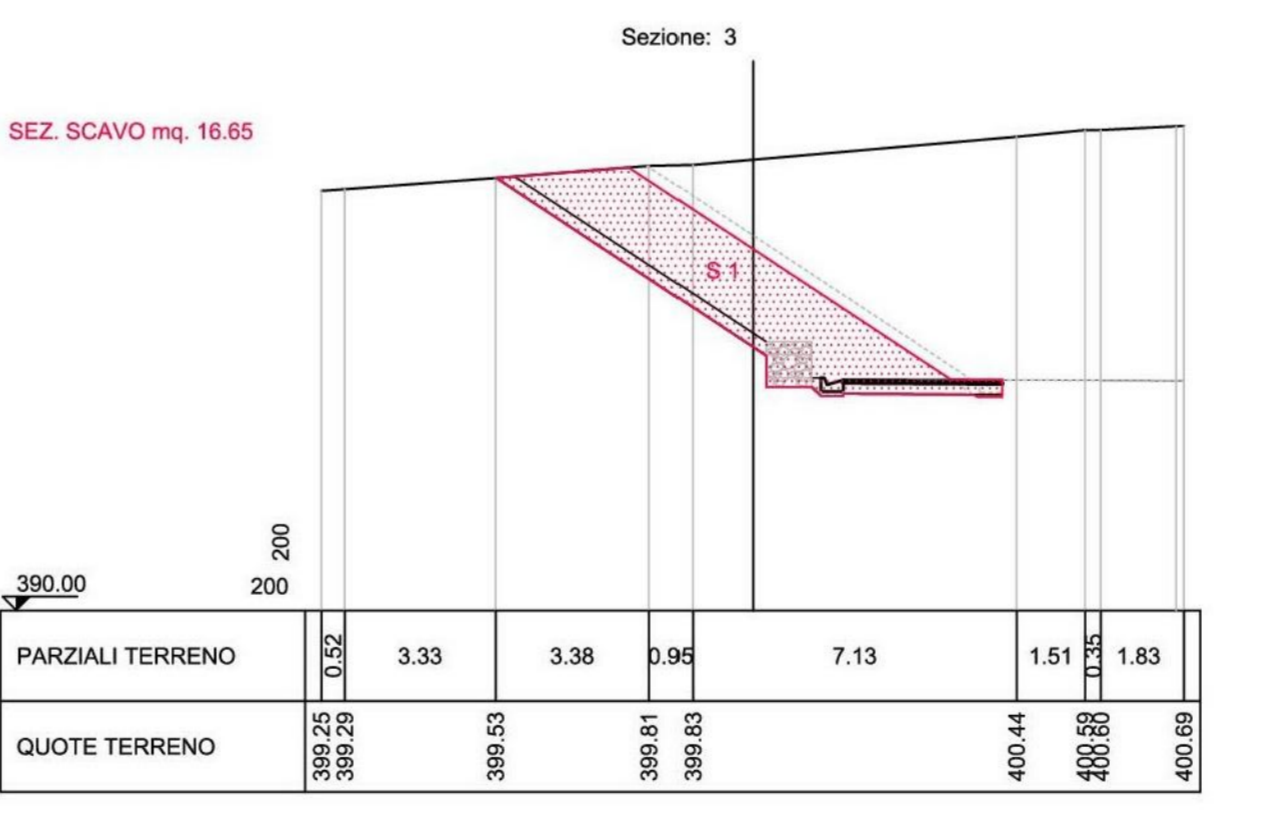 Sezione: 3
SEZ. SCAVO mq. 16.65
S 1
200
200
390.00
PARZIALI TERRENO 0.52 3.33 3.38 0.95 7.13 1.51 0.35 1.83
QUOTE TERRENO 399.25 399.29 399.53 399.81 399.83 400.44 400.59 400.60 400.69